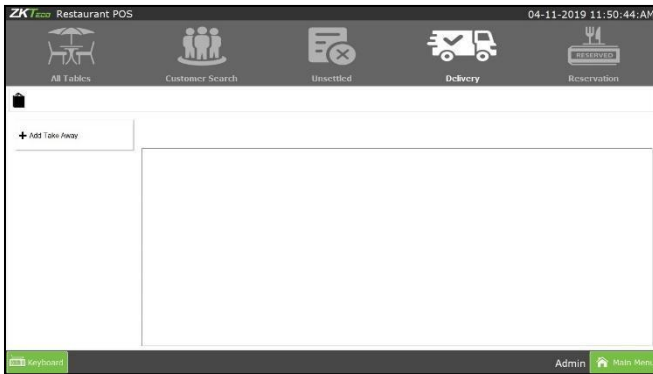 ZKTeco Restaurant POS
04-11-2019 11:50:44:AM
All Tables
Customer Search
Unsettled
Delivery
RESERVED
Reservation
Add Take Away
Keyboard
Admin
Main Menu